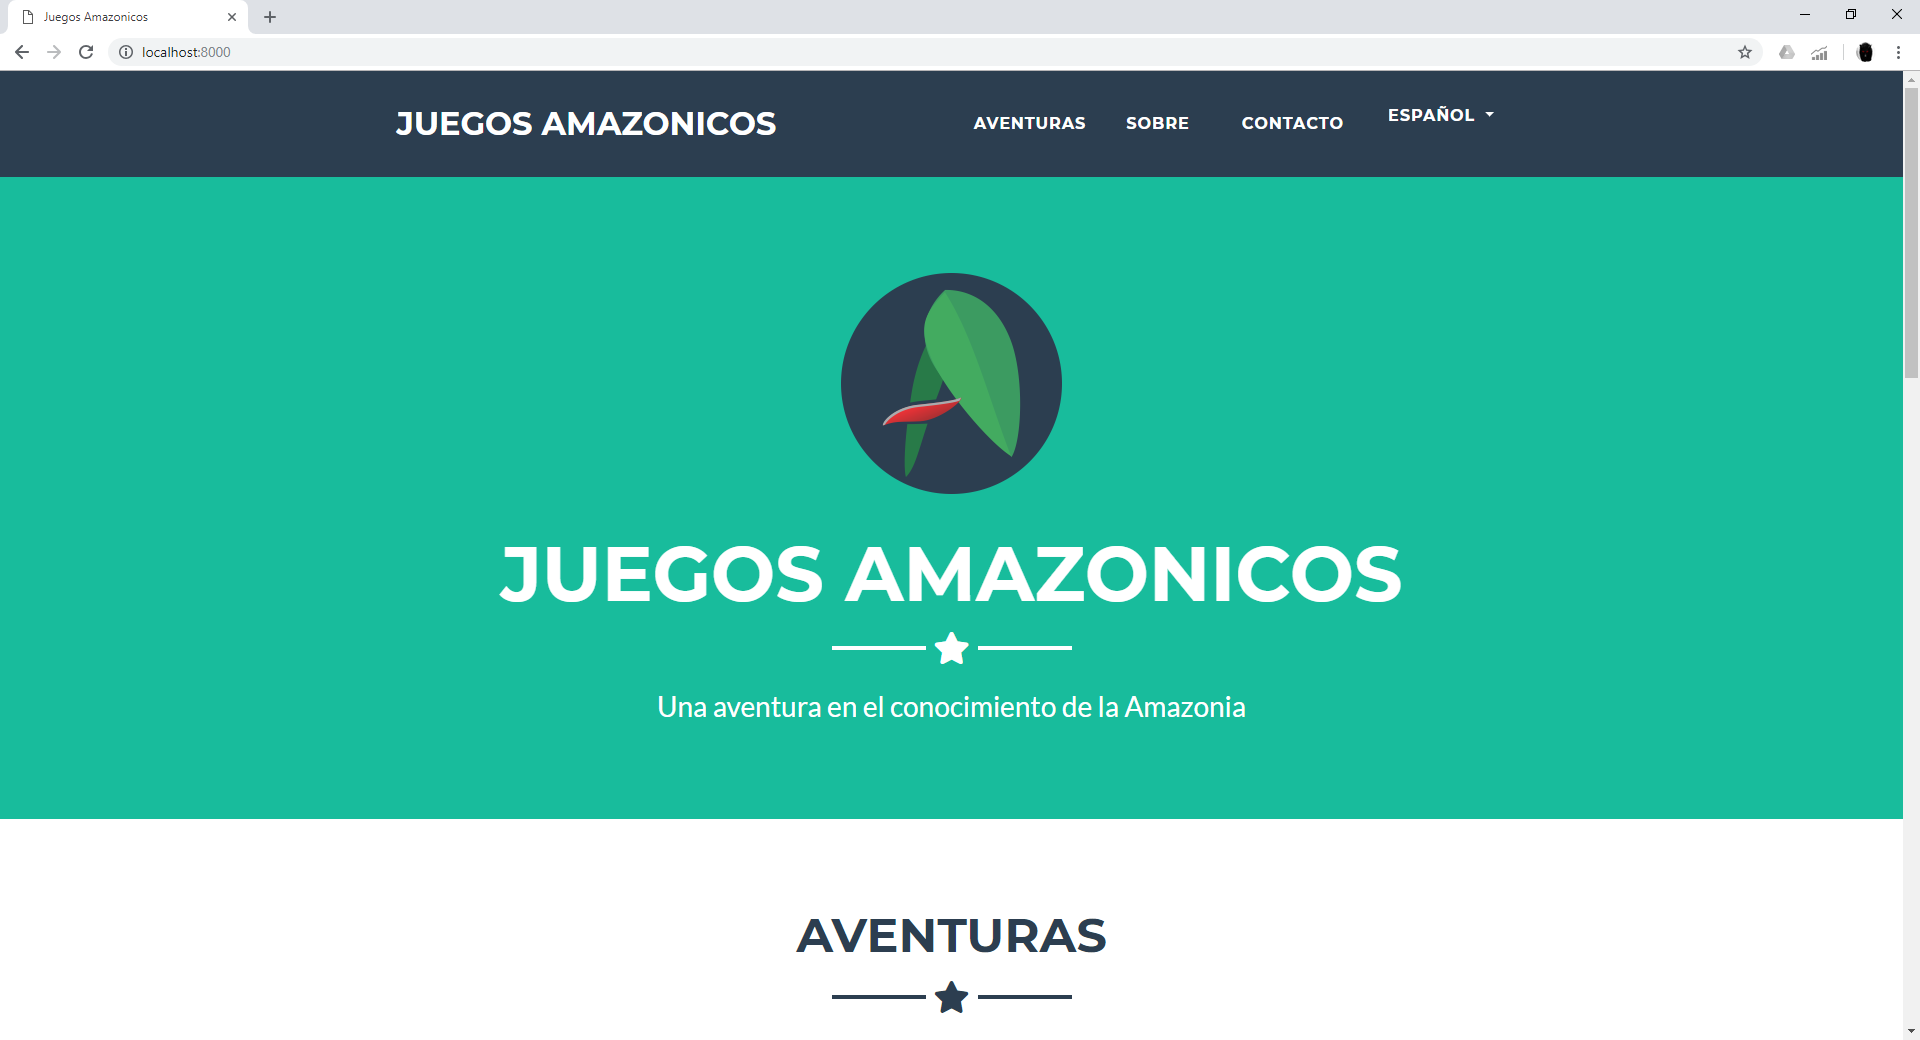 Juegos Amazonicos
localhost:8000
JUEGOS AMAZONICOS AVENTURAS SOBRE CONTACTO ESPAÑOL
JUEGOS AMAZONICOS
Una aventura en el conocimiento de la Amazonia
AVENTURAS